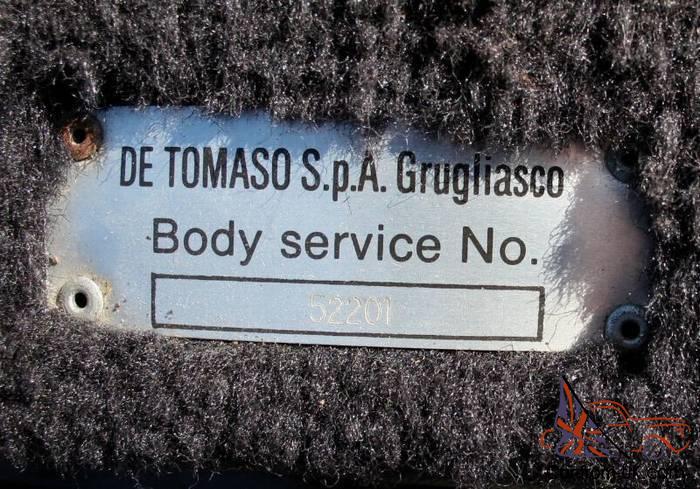 DE TOMASO S.p.A. Grugliasco
Body service No.
52201